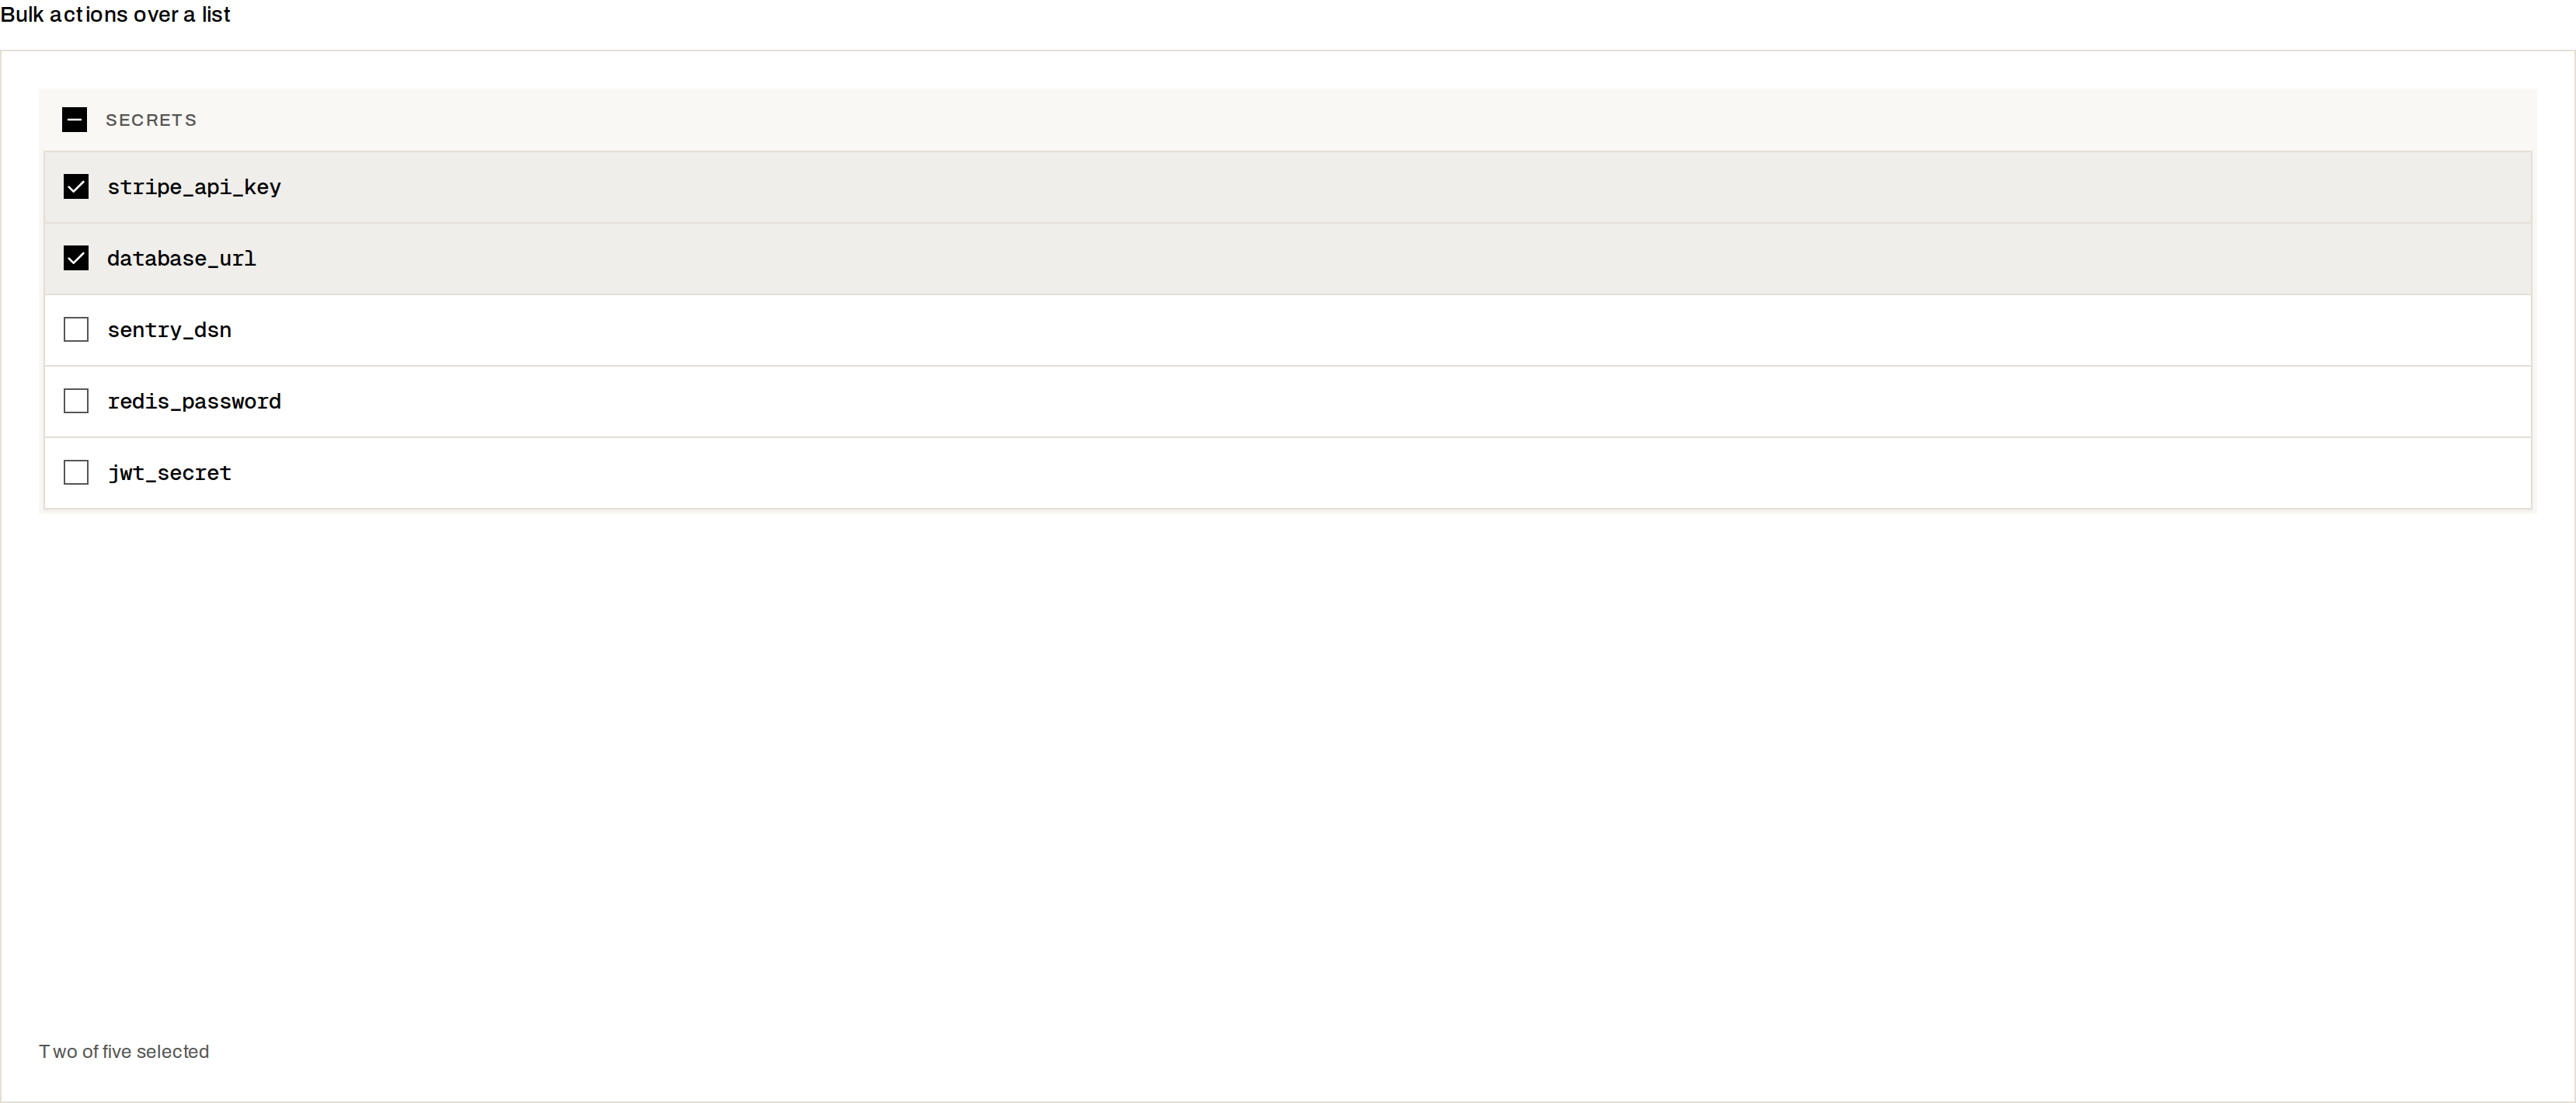 Bulk actions over a list
SECRETS
stripe_api_key
database_url
sentry_dsn
redis_password
jwt_secret
Two of five selected